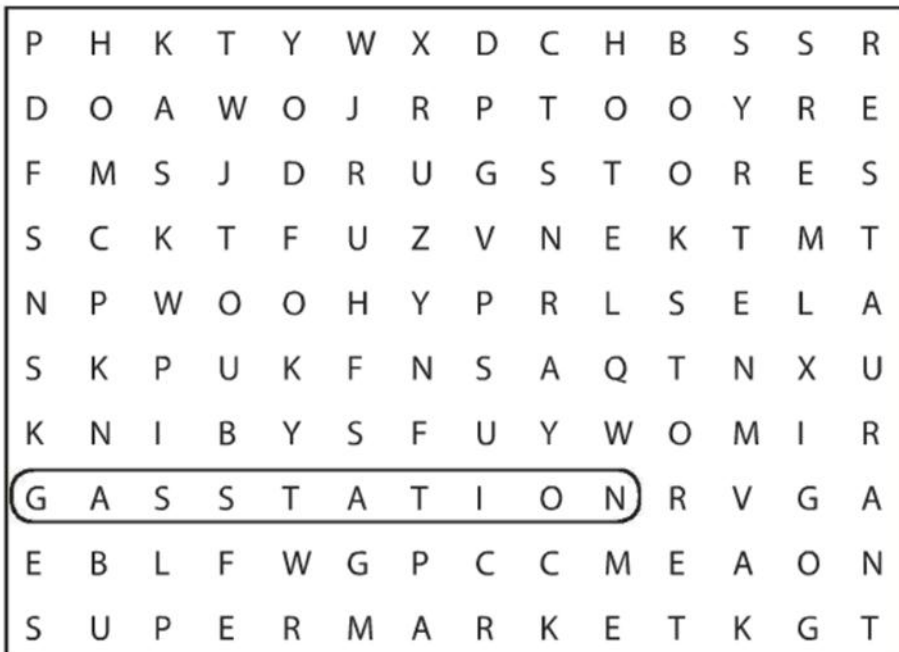 P H K T Y W X D C H B S S R
D O A W O J R P T O O Y R E
F M S J D R U G S T O R E S
S C K T F U Z V N E K T M T
N P W O O H Y P R L S E L A
S K P U K F N S A Q T N X U
K N I B Y S F U Y W O M I R
G A S S T A T I O N R V G A
E B L F W G P C C M E A O N
S U P E R M A R K E T K G T